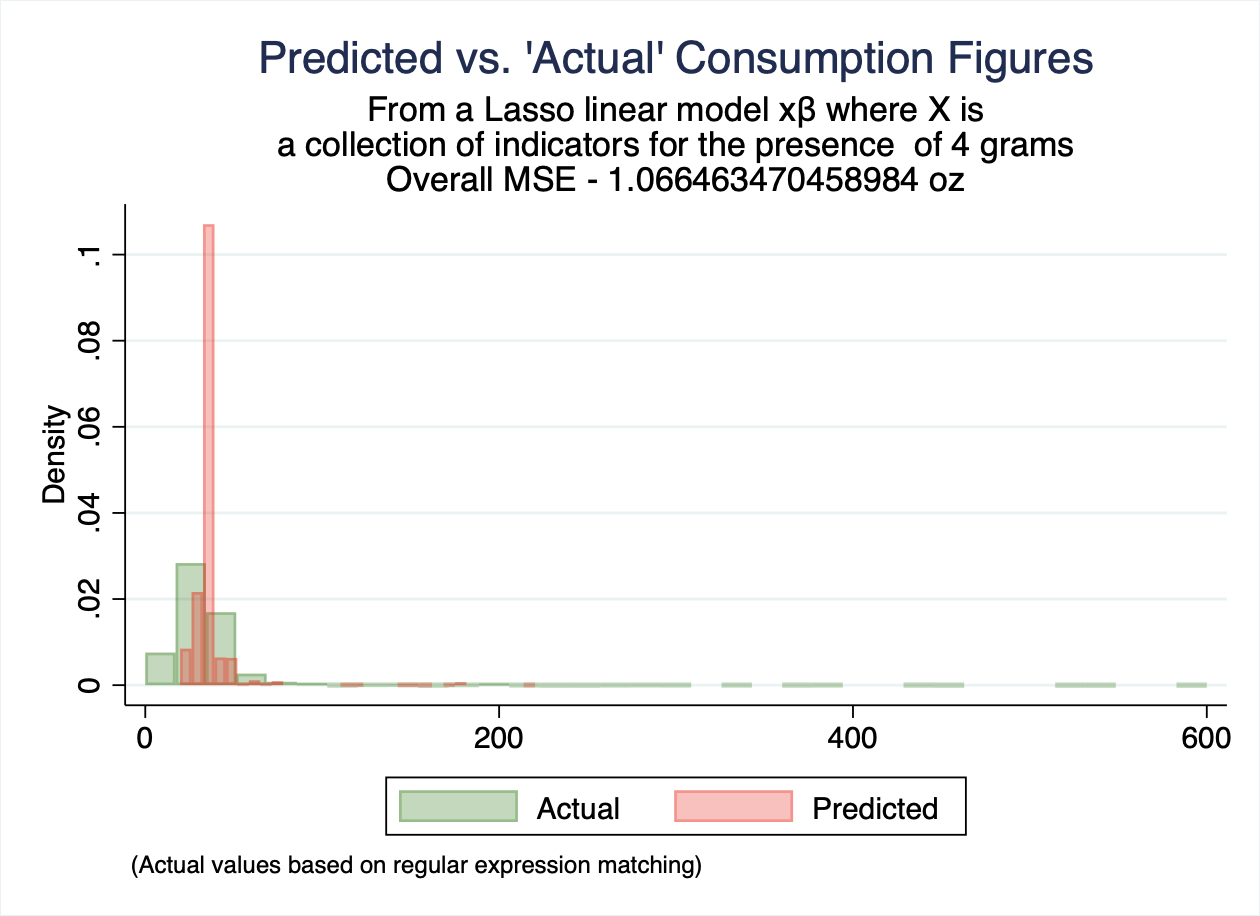 Predicted vs. 'Actual' Consumption Figures
From a Lasso linear model xβ where X is
a collection of indicators for the presence  of 4 grams
Overall MSE - 1.066463470458984 oz
Density
.1
.08
.06
.04
.02
0
0 200 400 600
Actual Predicted
(Actual values based on regular expression matching)